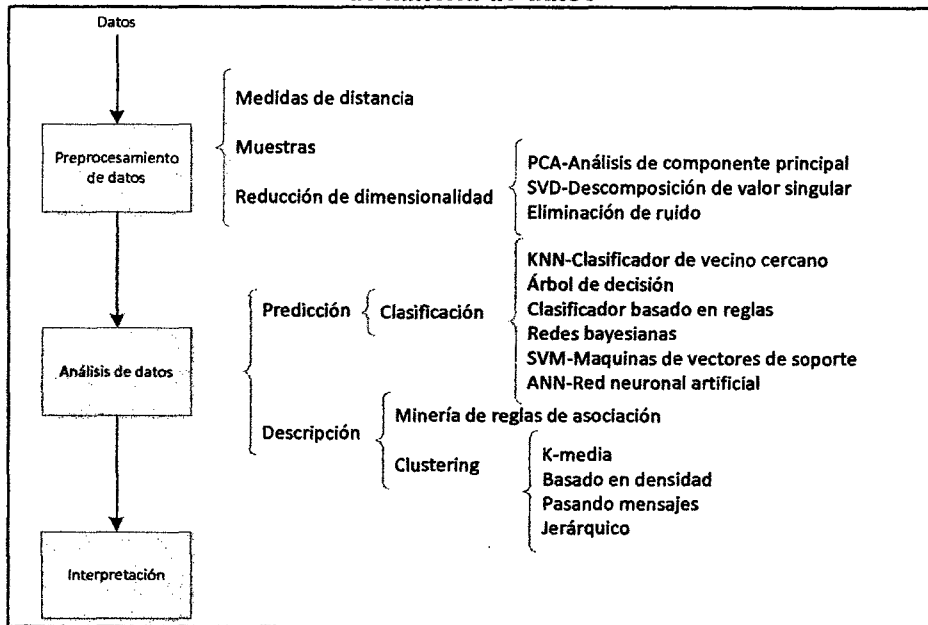 Datos
Preprocesamiento
de datos
Medidas de distancia
Muestras
Reducción de dimensionalidad
PCA-Análisis de componente principal
SVD-Descomposición de valor singular
Eliminación de ruido
Análisis de datos
Predicción
Clasificación
KNN-Clasificador de vecino cercano
Árbol de decisión
Clasificador basado en reglas
Redes bayesianas
SVM-Maquinas de vectores de soporte
ANN-Red neuronal artificial
Descripción
Minería de reglas de asociación
Clustering
K-media
Basado en densidad
Pasando mensajes
Jerárquico
Interpretación